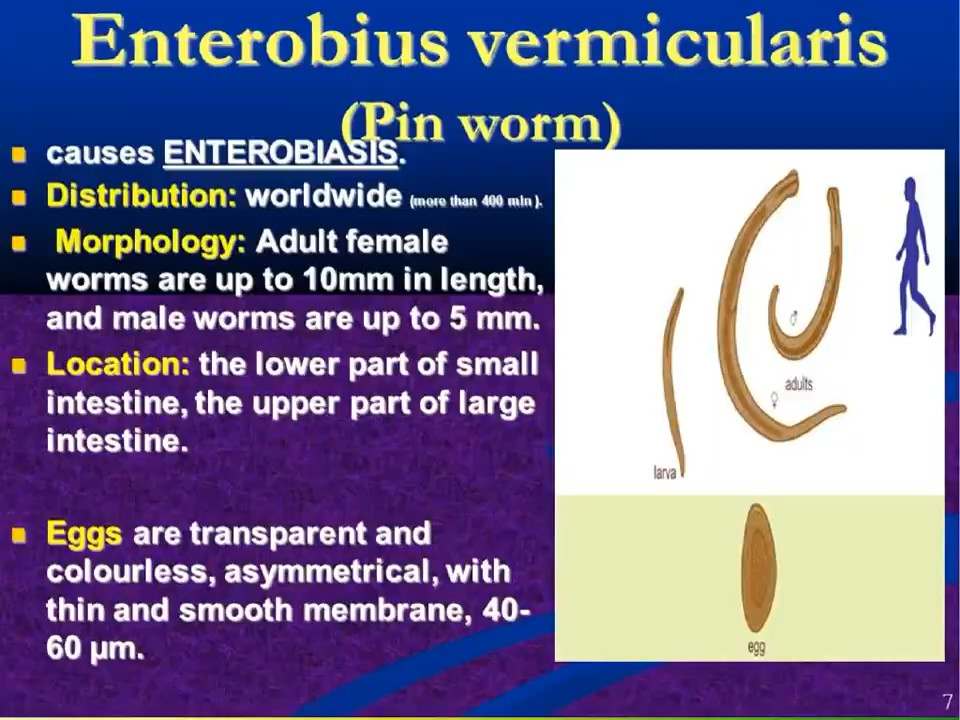 Enterobius vermicularis
(Pin worm)
causes ENTEROBIASIS.
Distribution: worldwide (more than 400 mln ).
Morphology: Adult female
worms are up to 10mm in length,
and male worms are up to 5 mm.
Location: the lower part of small
intestine, the upper part of large
intestine.
Eggs are transparent and
colourless, asymmetrical, with
thin and smooth membrane, 40-
60 µm.
♂
adults
♀
larva
egg
7